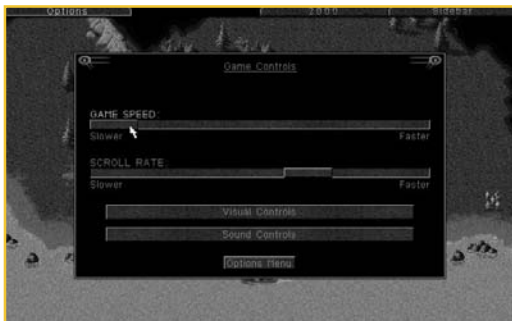 Options 2000 Sidebar
Game Controls
GAME SPEED:
Slower Faster
SCROLL RATE:
Slower Faster
Visual Controls
Sound Controls
Options Menu